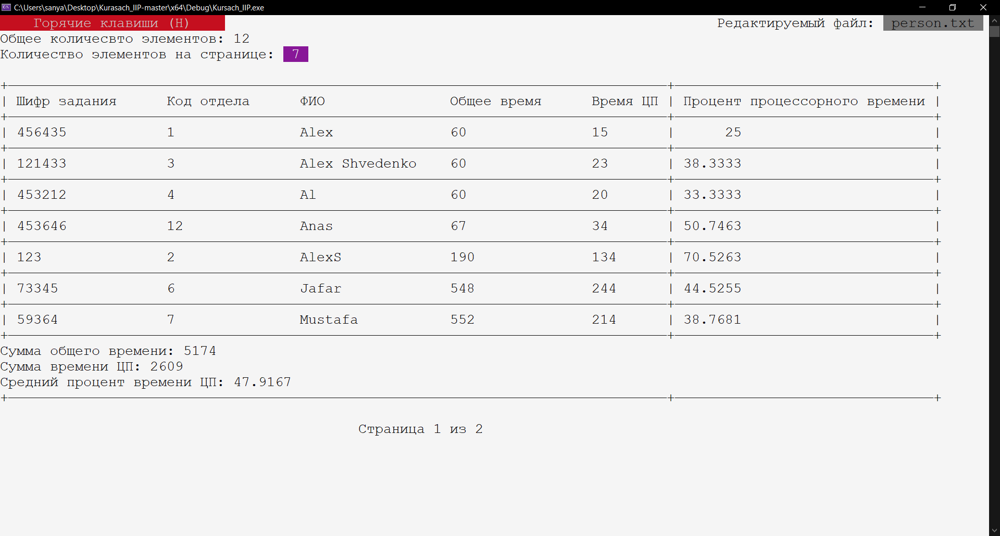 C:\Users\sanya\Desktop\Kurasach_IIP-master\x64\Debug\Kursach_IIP.exe
Горячие клавиши (H) Редактируемый файл: person.txt
Общее количесвто элементов: 12
Количество элементов на странице: 7
| Шифр задания Код отдела ФИО Общее время Время ЦП | Процент процессорного времени |
| 456435 1 Alex 60 15 | 25 |
| 121433 3 Alex Shvedenko 60 23 | 38.3333 |
| 453212 4 Al 60 20 | 33.3333 |
| 453646 12 Anas 67 34 | 50.7463 |
| 123 2 AlexS 190 134 | 70.5263 |
| 73345 6 Jafar 548 244 | 44.5255 |
| 59364 7 Mustafa 552 214 | 38.7681 |
Сумма общего времени: 5174
Сумма времени ЦП: 2609
Средний процент времени ЦП: 47.9167
Страница 1 из 2